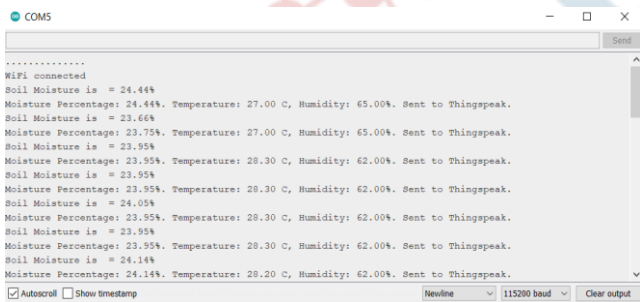 COM5
Send
..............
WiFi connected
Soil Moisture is  = 24.44%
Moisture Percentage: 24.44%. Temperature: 27.00 C, Humidity: 65.00%. Sent to Thingspeak.
Soil Moisture is  = 23.66%
Moisture Percentage: 23.75%. Temperature: 27.00 C, Humidity: 65.00%. Sent to Thingspeak.
Soil Moisture is  = 23.95%
Moisture Percentage: 23.95%. Temperature: 28.30 C, Humidity: 62.00%. Sent to Thingspeak.
Soil Moisture is  = 23.95%
Moisture Percentage: 23.95%. Temperature: 28.30 C, Humidity: 62.00%. Sent to Thingspeak.
Soil Moisture is  = 24.05%
Moisture Percentage: 23.95%. Temperature: 28.30 C, Humidity: 62.00%. Sent to Thingspeak.
Soil Moisture is  = 23.95%
Moisture Percentage: 23.95%. Temperature: 28.30 C, Humidity: 62.00%. Sent to Thingspeak.
Soil Moisture is  = 24.14%
Moisture Percentage: 24.14%. Temperature: 28.20 C, Humidity: 62.00%. Sent to Thingspeak.
Autoscroll Show timestamp Newline 115200 baud Clear output